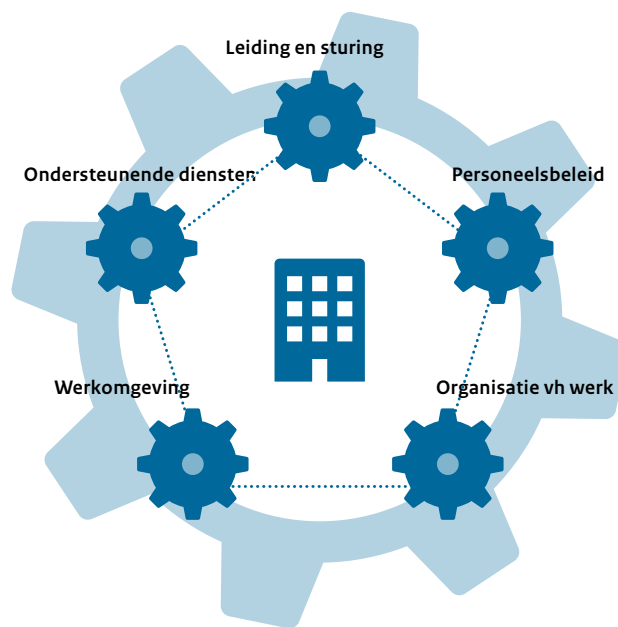 Leiding en sturing
Ondersteunende diensten
Personeelsbeleid
Werkomgeving
Organisatie vh werk